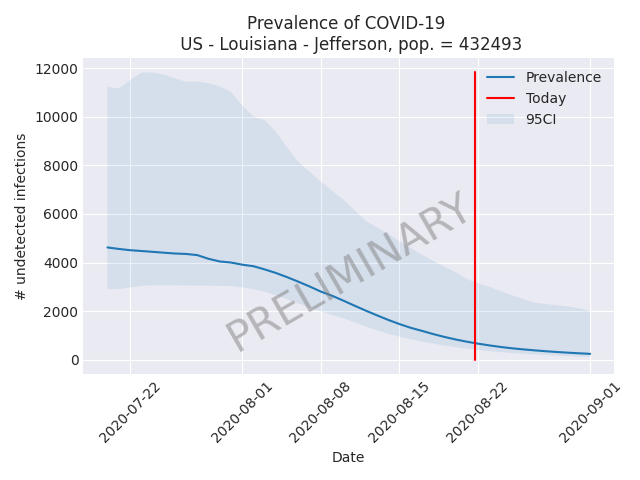 Prevalence of COVID-19
US - Louisiana - Jefferson, pop. = 432493
12000
10000
8000
6000
4000
2000
0
# undetected infections
Prevalence
Today
95CI
PRELIMINARY
2020-07-22
2020-08-01
2020-08-08
2020-08-15
2020-08-22
2020-09-01
Date